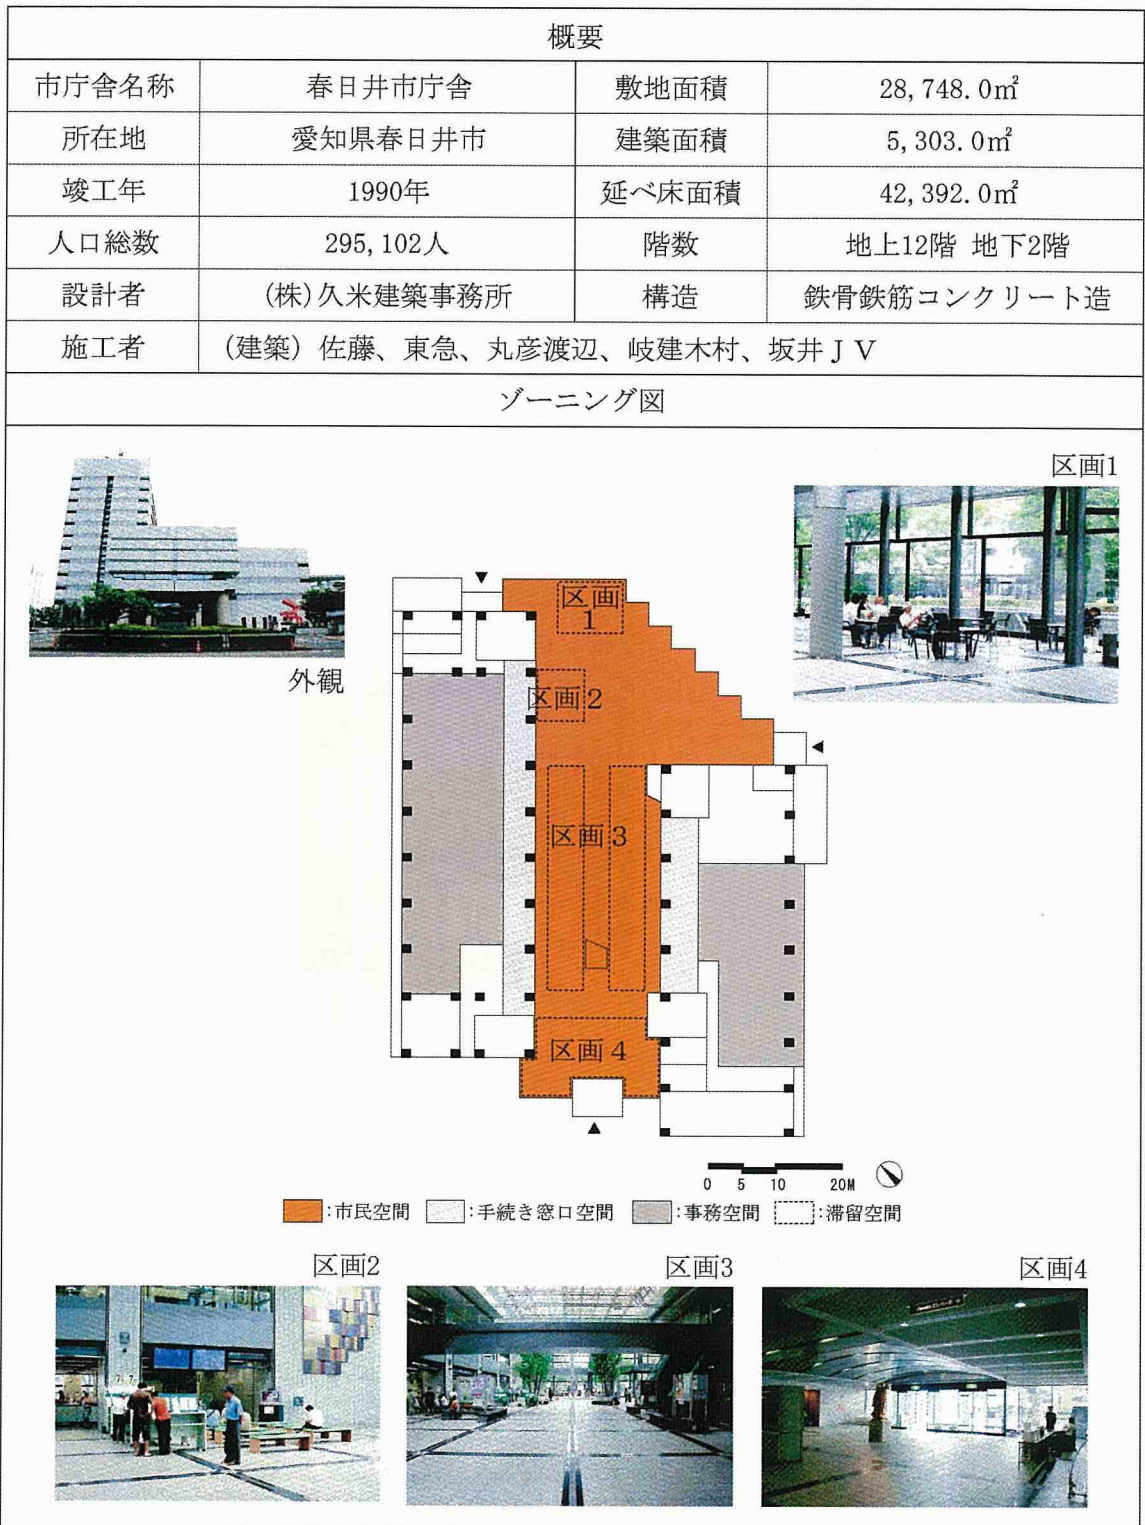 概要
市庁舎名称 春日井市庁舎 敷地面積 28,748.0㎡
所在地 愛知県春日井市 建築面積 5,303.0㎡
竣工年 1990年 延べ床面積 42,392.0㎡
人口総数 295,102人 階数 地上12階 地下2階
設計者 (株)久米建築事務所 構造 鉄骨鉄筋コンクリート造
施工者 (建築) 佐藤、東急、丸彦渡辺、岐建木村、坂井ＪＶ
ゾーニング図
区画1
外観
区画
1
区画2
区画3
区画4
0 5 10 20M
:市民空間 :手続き窓口空間 :事務空間 :滞留空間
区画2 区画3 区画4